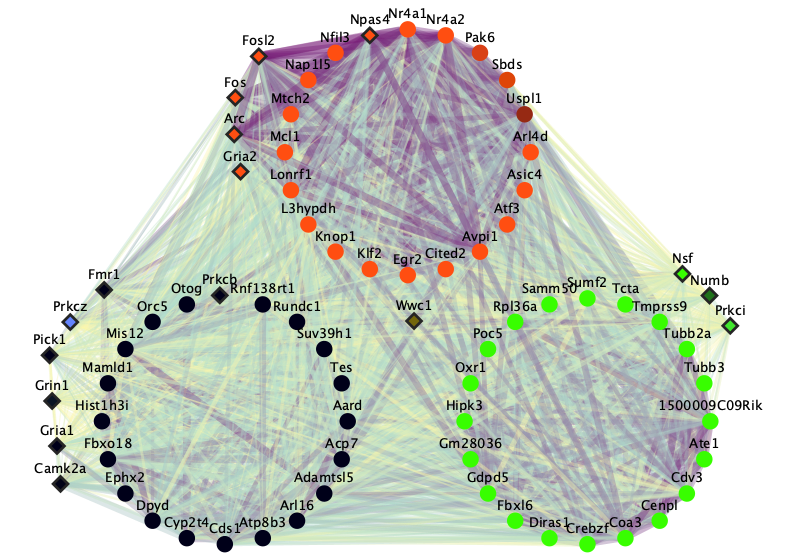 Nr4a1
Npas4
Nr4a2
Nfil3
Pak6
Fosl2
Nap1l5
Sbds
Fos
Mtch2
Uspl1
Arc
Mcl1
Arl4d
Gria2
Lonrf1
Asic4
L3hypdh
Atf3
Knop1
Avpi1
Klf2
Egr2
Cited2
Fmr1
Nsf
Prkcb
Otog
Rnf138rt1
Samm50
Sumf2
Tcta
Numb
Prkcz
Orc5
Rundc1
Wwc1
Rpl36a
Tmprss9
Prkci
Pick1
Mis12
Suv39h1
Poc5
Tubb2a
Mamld1
Tes
Oxr1
Tubb3
Grin1
Hist1h3i
Aard
Hipk3
1500009C09Rik
Gria1
Fbxo18
Acp7
Gm28036
Ate1
Camk2a
Ephx2
Adamtsl5
Gdpd5
Cdv3
Dpyd
Arl16
Fbxl6
Cenpl
Cyp2t4
Cds1
Atp8b3
Diras1
Crebzf
Coa3